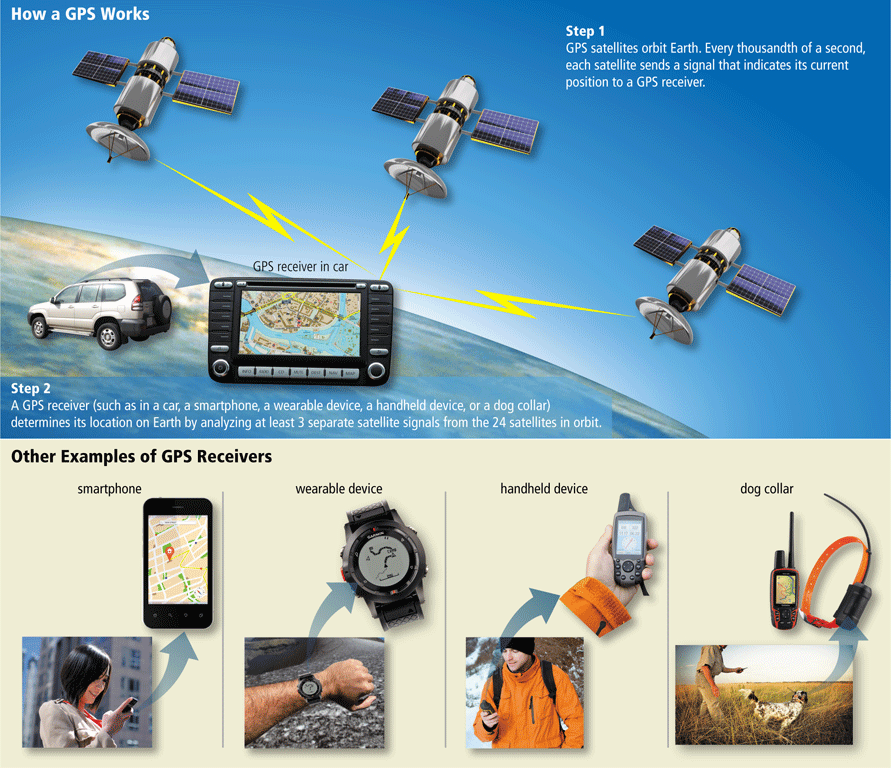 How a GPS Works
Step 1
GPS satellites orbit Earth. Every thousandth of a second,
each satellite sends a signal that indicates its current
position to a GPS receiver.
GPS receiver in car
Step 2
A GPS receiver (such as in a car, a smartphone, a wearable device, a handheld device, or a dog collar)
determines its location on Earth by analyzing at least 3 separate satellite signals from the 24 satellites in orbit.
Other Examples of GPS Receivers
smartphone
wearable device
handheld device
dog collar
GARMIN